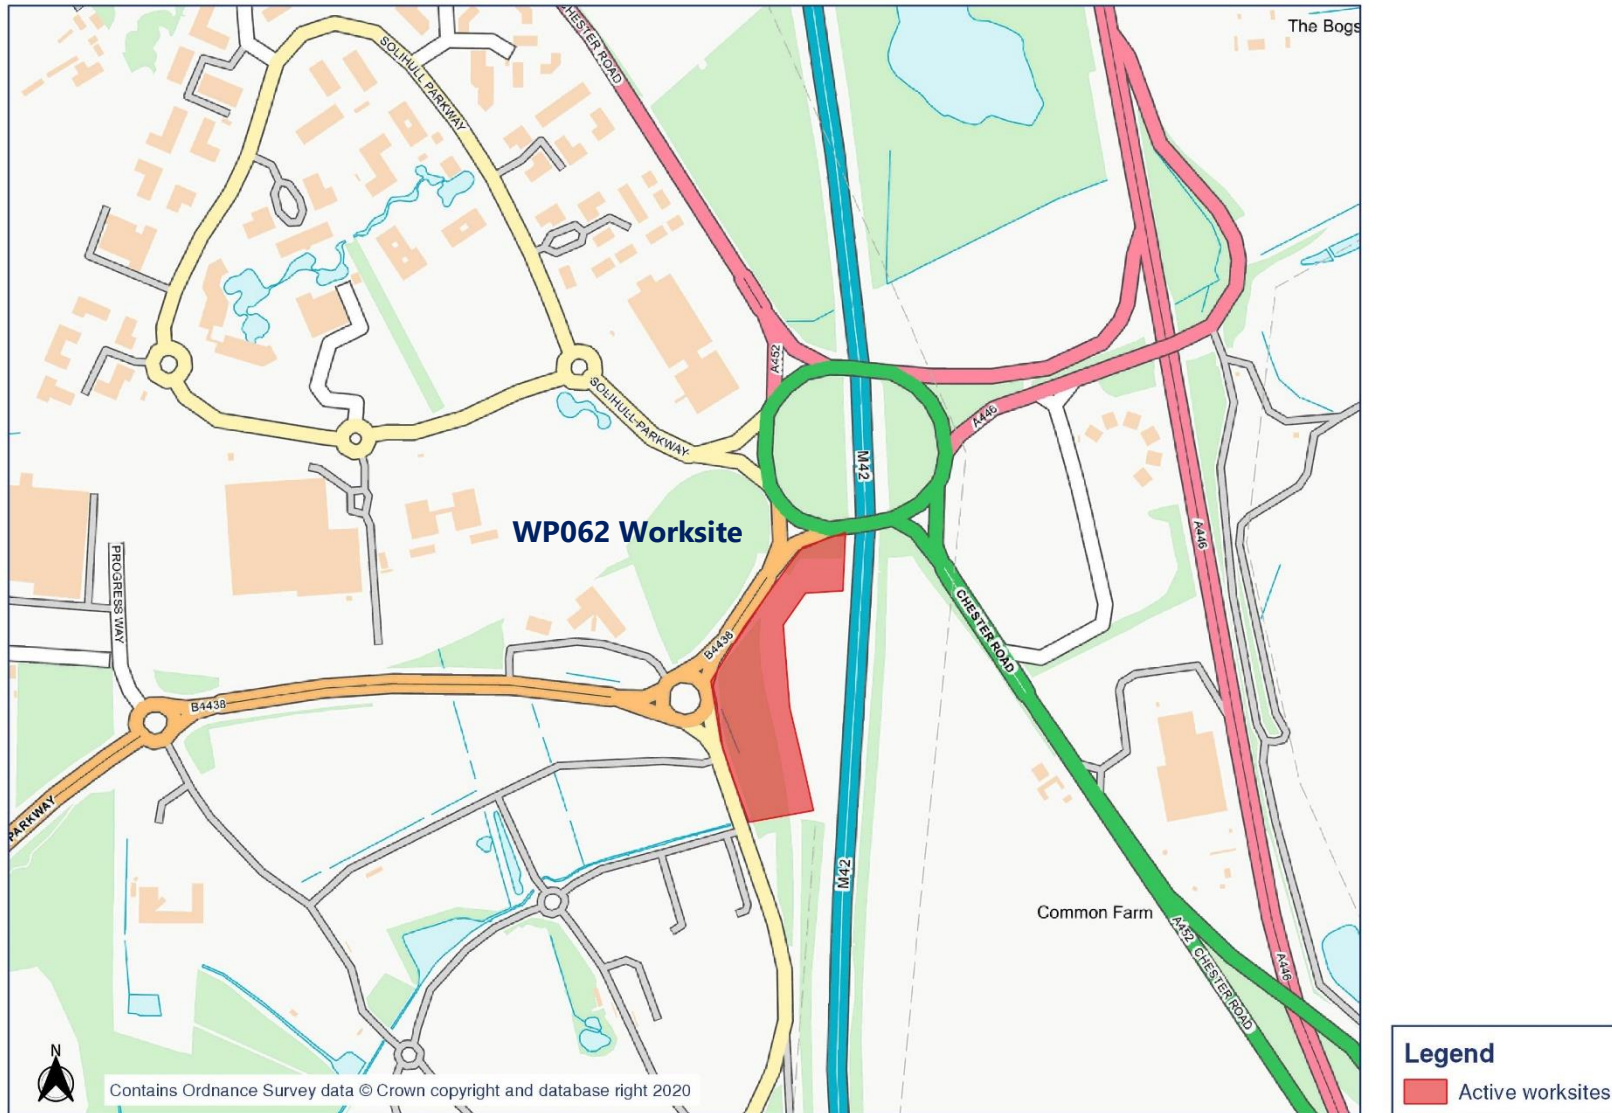 The Bogs
CHESTER ROAD
SOLIHULL PARKWAY
A452
SOLIHULL PARKWAY
A446
M42
WP062 Worksite
A446
PROGRESS WAY
CHESTER ROAD
B4438
B4438
PARKWAY
M42
Common Farm
A452 CHESTER ROAD
A446
N
Contains Ordnance Survey data © Crown copyright and database right 2020
Legend
Active worksites